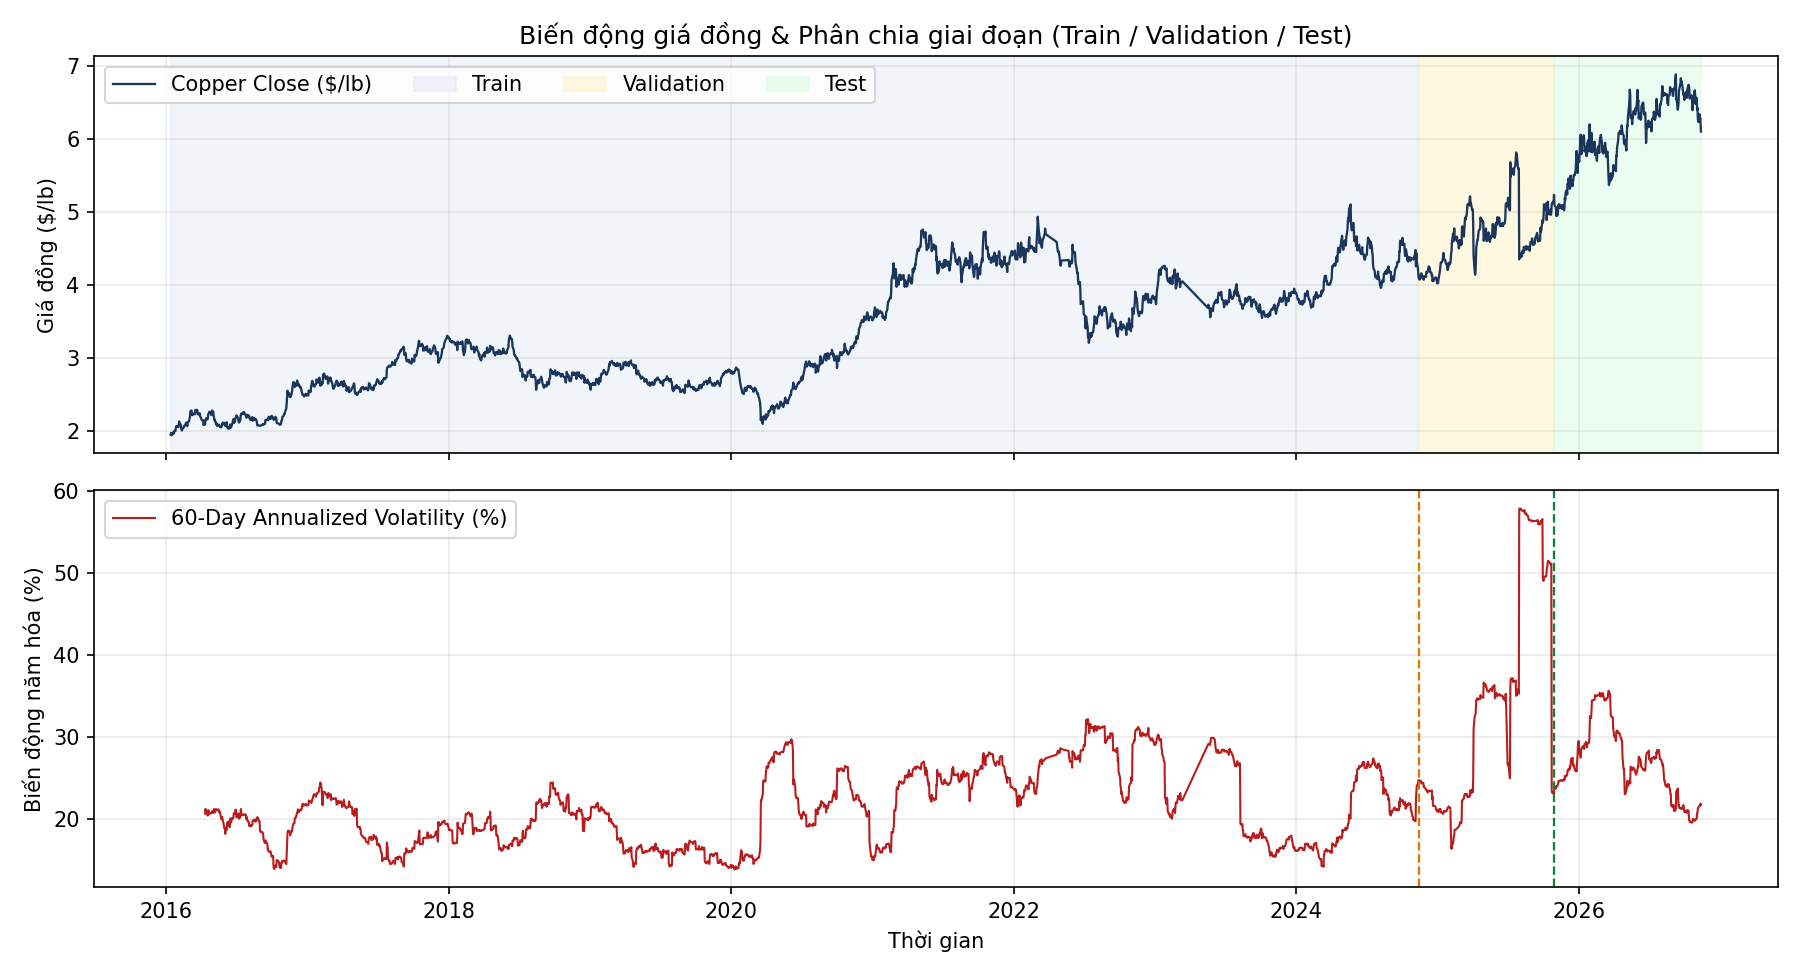 Biến động giá đồng & Phân chia giai đoạn (Train / Validation / Test)
Copper Close ($/lb) Train Validation Test
Giá đồng ($/lb)
7
6
5
4
3
2
60-Day Annualized Volatility (%)
Biến động năm hóa (%)
60
50
40
30
20
2016 2018 2020 2022 2024 2026
Thời gian